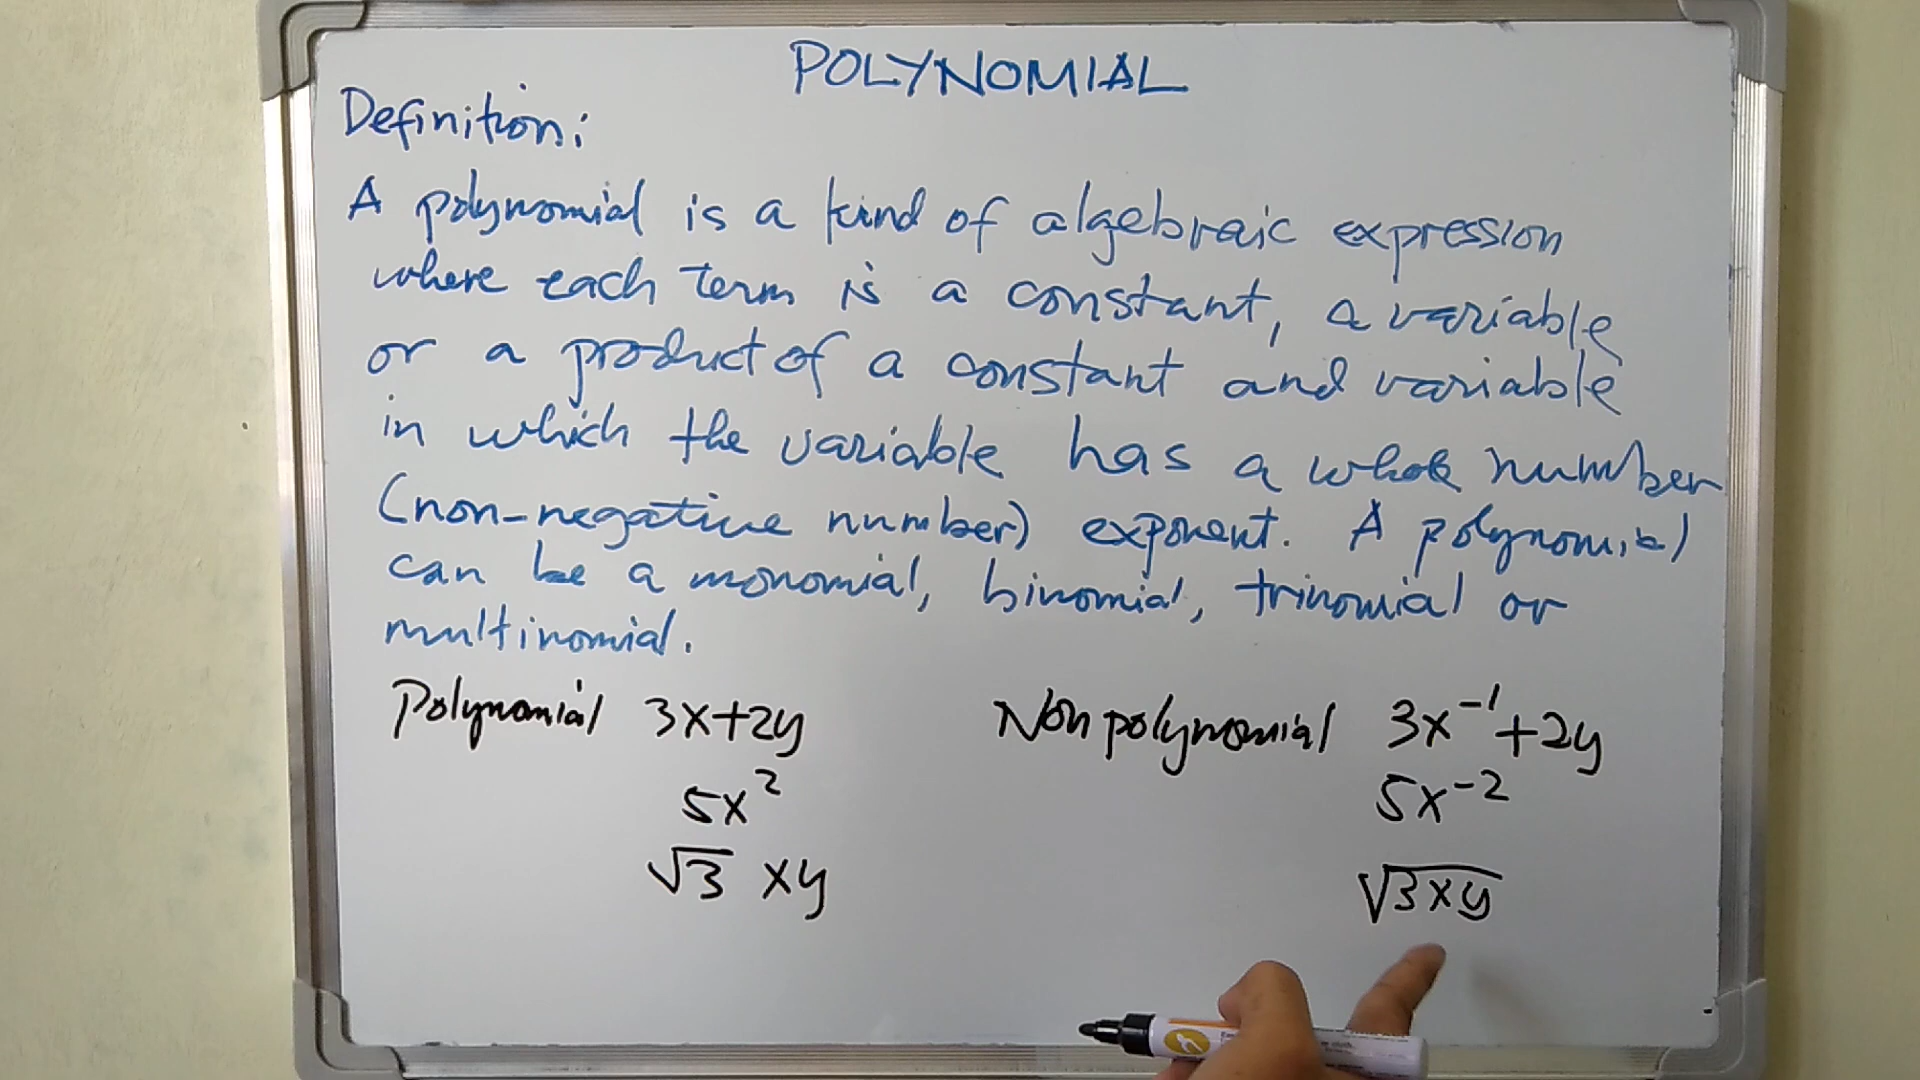 POLYNOMIAL
Definition:
A polynomial is a kind of algebraic expression
where each term is a constant, a variable
or a product of a constant and variable
in which the variable has a whole number
(non-negative number) exponent. A polynomial
can be a monomial, binomial, trinomial or
multinomial.
Polynomial 3x+2y Nonpolynomial 3x⁻¹+2y
5x² 5x⁻²
√3 xy √(3xy)